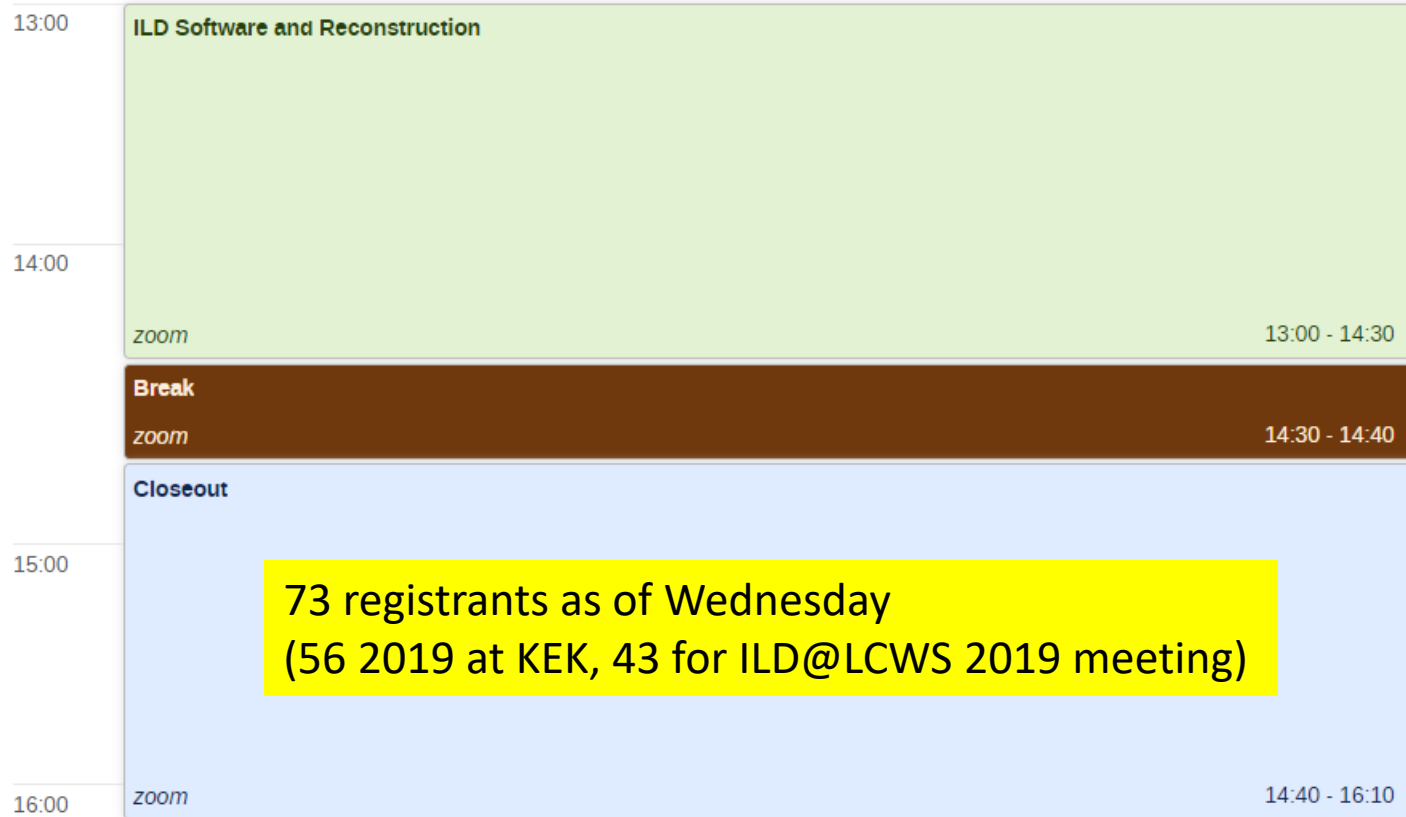 13:00
ILD Software and Reconstruction
14:00
zoom
13:00 - 14:30
Break
zoom
14:30 - 14:40
Closeout
15:00
73 registrants as of Wednesday
(56 2019 at KEK, 43 for ILD@LCWS 2019 meeting)
16:00
zoom
14:40 - 16:10